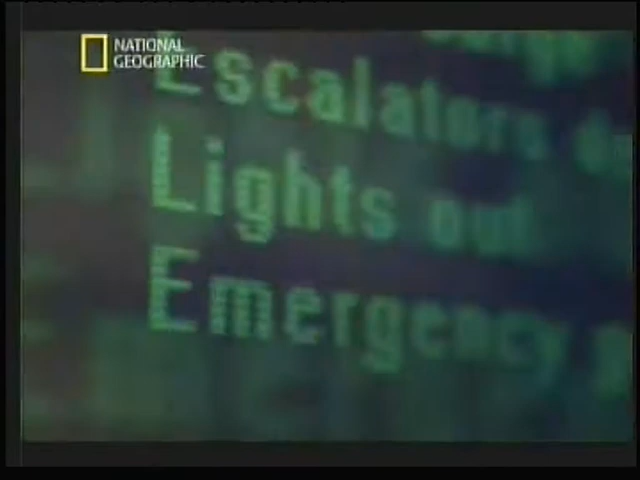 NATIONAL
GEOGRAPHIC
Escalators
Lights out
Emergency